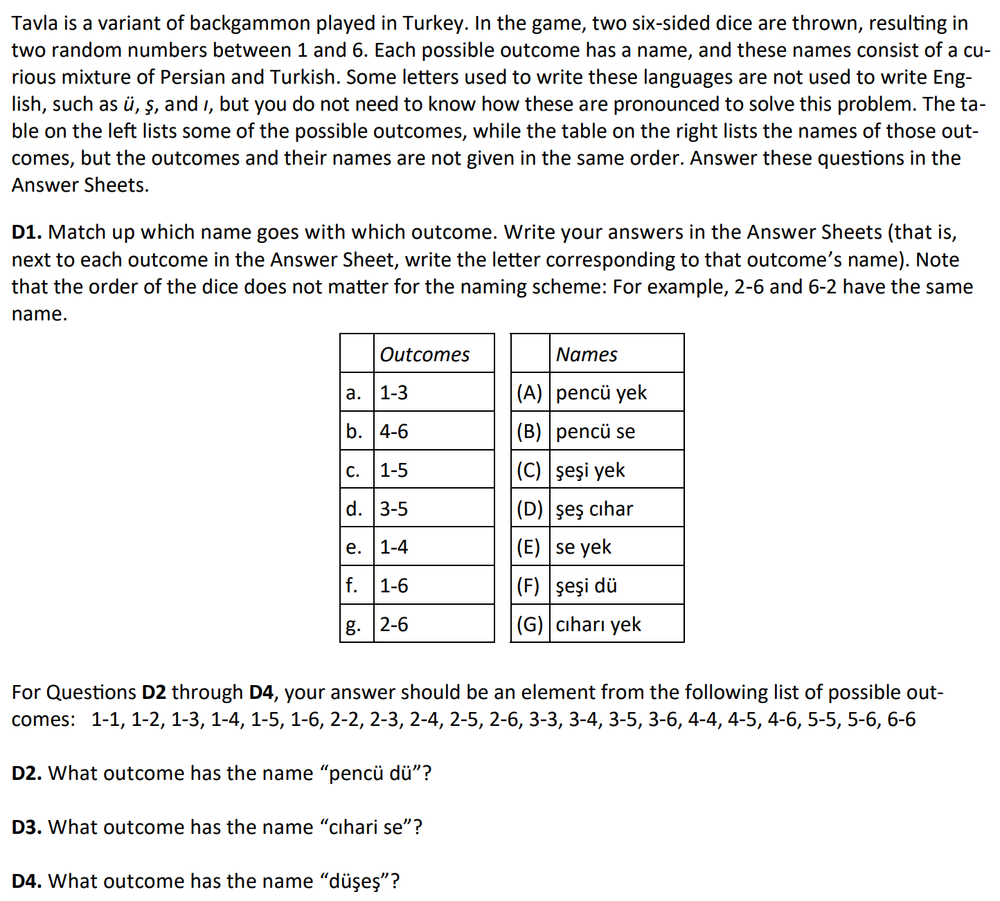 Tavla is a variant of backgammon played in Turkey. In the game, two six-sided dice are thrown, resulting in
two random numbers between 1 and 6. Each possible outcome has a name, and these names consist of a cu-
rious mixture of Persian and Turkish. Some letters used to write these languages are not used to write Eng-
lish, such as ü, ş, and ı, but you do not need to know how these are pronounced to solve this problem. The ta-
ble on the left lists some of the possible outcomes, while the table on the right lists the names of those out-
comes, but the outcomes and their names are not given in the same order. Answer these questions in the
Answer Sheets.
D1. Match up which name goes with which outcome. Write your answers in the Answer Sheets (that is,
next to each outcome in the Answer Sheet, write the letter corresponding to that outcome’s name). Note
that the order of the dice does not matter for the naming scheme: For example, 2-6 and 6-2 have the same
name.
Outcomes Names
a. 1-3 (A) pencü yek
b. 4-6 (B) pencü se
c. 1-5 (C) şeşi yek
d. 3-5 (D) şeş cıhar
e. 1-4 (E) se yek
f. 1-6 (F) şeşi dü
g. 2-6 (G) cıharı yek
For Questions D2 through D4, your answer should be an element from the following list of possible out-
comes: 1-1, 1-2, 1-3, 1-4, 1-5, 1-6, 2-2, 2-3, 2-4, 2-5, 2-6, 3-3, 3-4, 3-5, 3-6, 4-4, 4-5, 4-6, 5-5, 5-6, 6-6
D2. What outcome has the name “pencü dü”?
D3. What outcome has the name “cıhari se”?
D4. What outcome has the name “düşeş”?